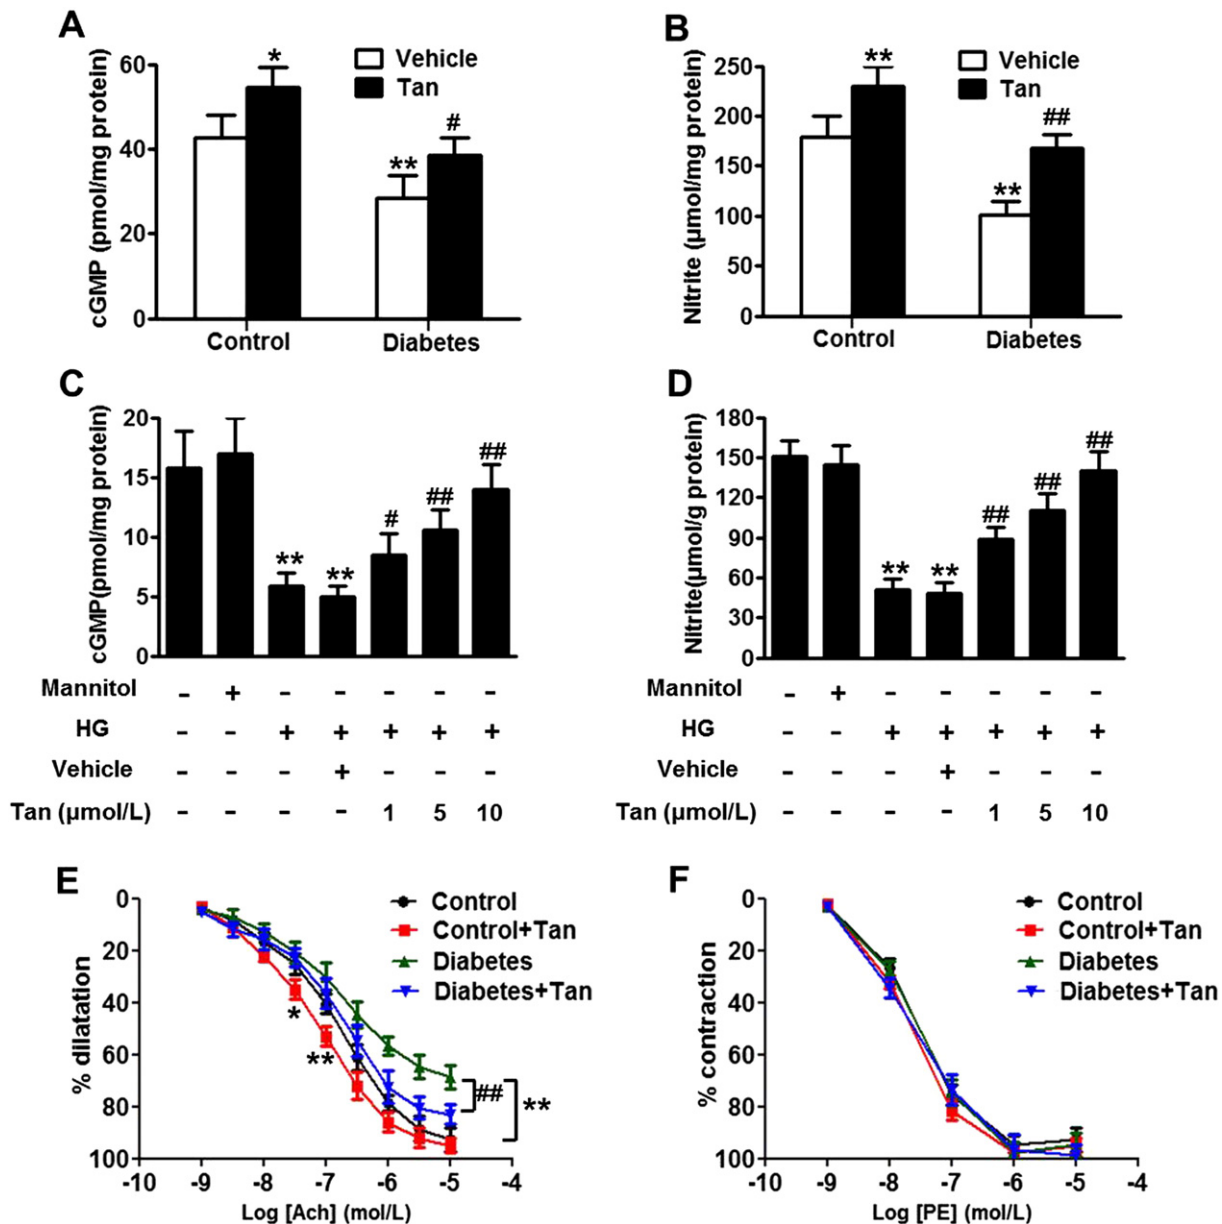 A
cGMP (pmol/mg protein)
60
40
20
0
*
**
#
Vehicle
Tan
Control
Diabetes
B
Nitrite (µmol/mg protein)
250
200
150
100
50
0
**
**
##
Vehicle
Tan
Control
Diabetes
C
cGMP(pmol/mg protein)
20
15
10
5
0
**
**
#
##
##
Mannitol - + - - - - -
HG - - + + + + +
Vehicle - - - + - - -
Tan (µmol/L) - - - - 1 5 10
D
Nitrite(µmol/g protein)
180
150
120
90
60
30
0
**
**
##
##
##
Mannitol - + - - - - -
HG - - + + + + +
Vehicle - - - + - - -
Tan (µmol/L) - - - - 1 5 10
E
% dilatation
0
20
40
60
80
100
Control
Control+Tan
Diabetes
Diabetes+Tan
*
**
##
**
-10 -9 -8 -7 -6 -5 -4
Log [Ach] (mol/L)
F
% contraction
0
20
40
60
80
100
Control
Control+Tan
Diabetes
Diabetes+Tan
-10 -9 -8 -7 -6 -5 -4
Log [PE] (mol/L)